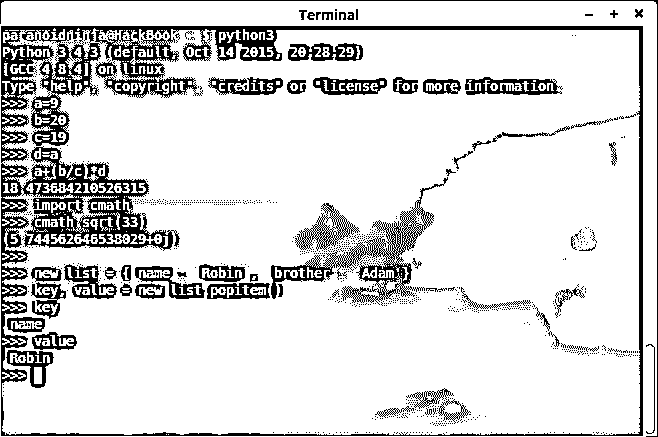 Terminal
paranoidninja@HackBook ~ $ python3
Python 3.4.3 (default, Oct 14 2015, 20:28:29)
[GCC 4.8.4] on linux
Type "help", "copyright", "credits" or "license" for more information.
>>> a=9
>>> b=20
>>> c=19
>>> d=a
>>> a+(b/c)*d
18.473684210526315
>>> import cmath
>>> cmath.sqrt(33)
(5.744562646538029+0j)
>>>
>>> new_list = {'name': 'Robin', 'brother': 'Adam'}
>>> key, value = new_list.popitem()
>>> key
'name'
>>> value
'Robin'
>>>